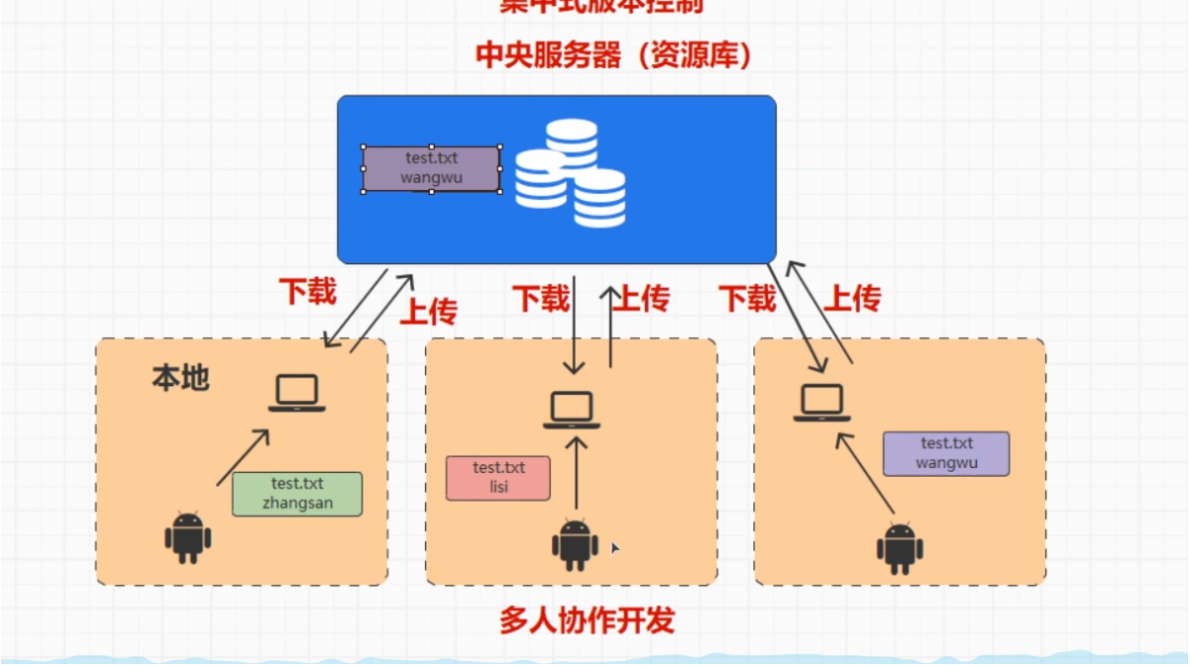 集中式版本控制
中央服务器（资源库）
test.txt
wangwu
下载
上传
下载
上传
下载
上传
本地
test.txt
zhangsan
test.txt
lisi
test.txt
wangwu
多人协作开发